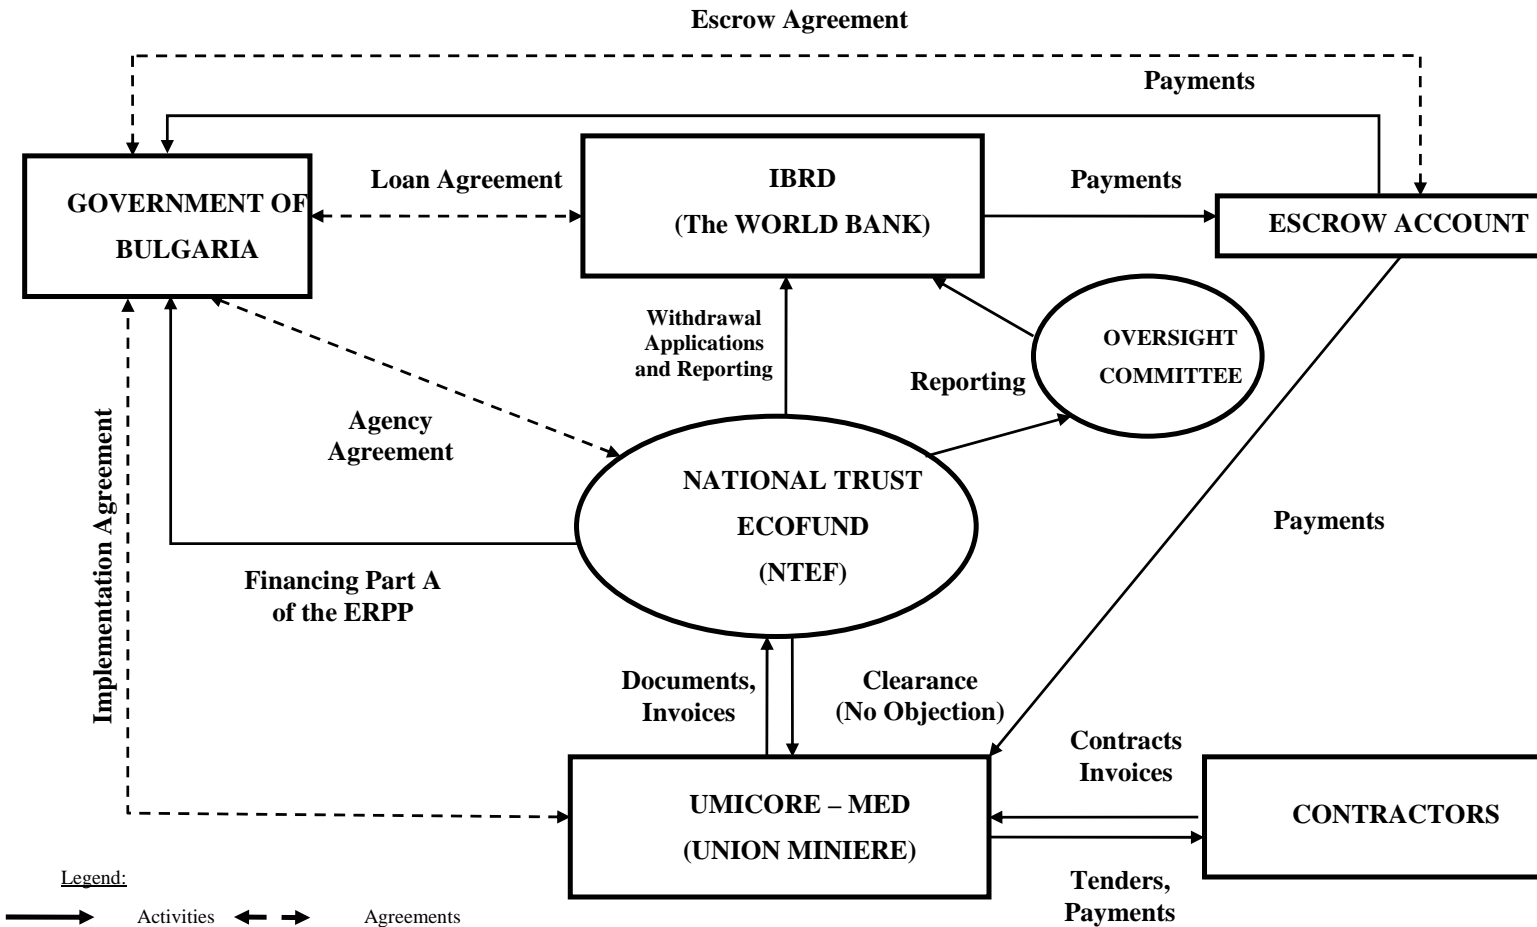 Escrow Agreement
Payments
Loan Agreement
IBRD
(The WORLD BANK)
Payments
GOVERNMENT OF
BULGARIA
ESCROW ACCOUNT
Withdrawal
Applications
and Reporting
OVERSIGHT
COMMITTEE
Reporting
Agency
Agreement
Implementation Agreement
NATIONAL TRUST
ECOFUND
(NTEF)
Payments
Financing Part A
of the ERPP
Documents,
Invoices
Clearance
(No Objection)
Contracts
Invoices
UMICORE – MED
(UNION MINIERE)
CONTRACTORS
Tenders,
Payments
Legend:
Activities
Agreements